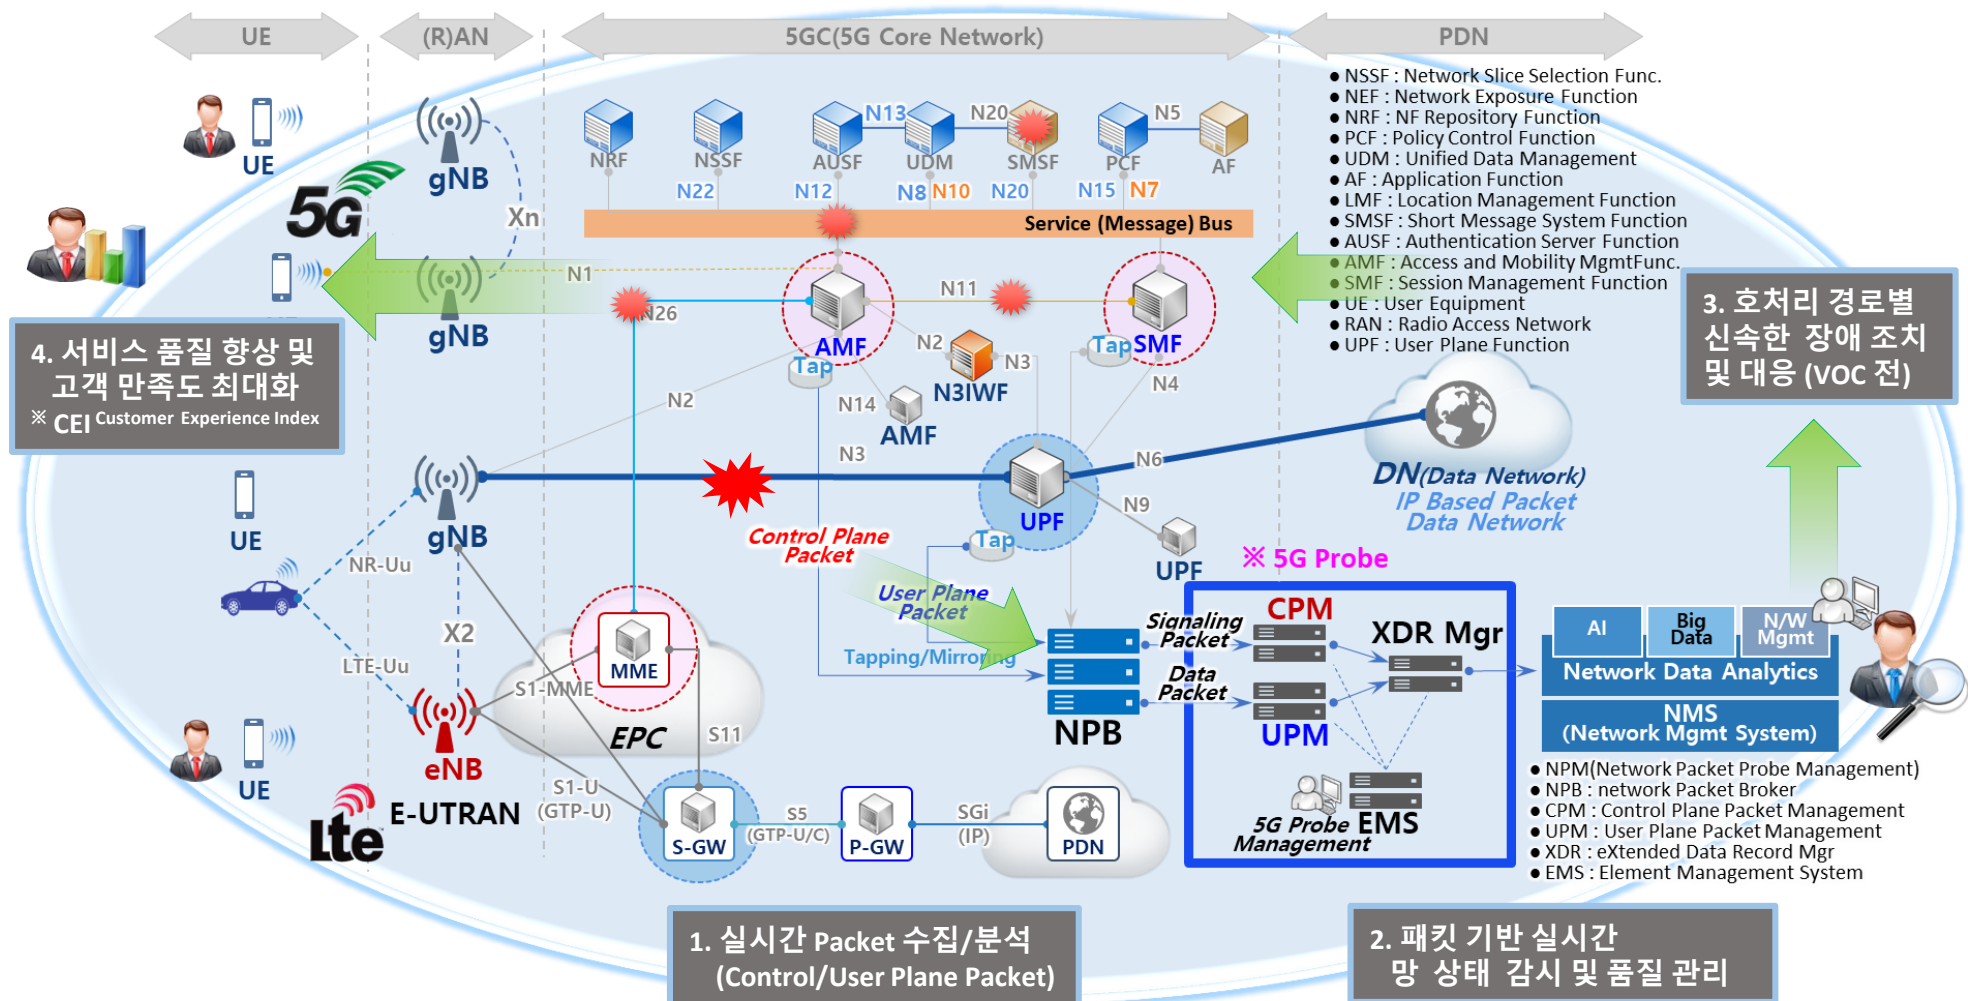 UE
(R)AN
5GC(5G Core Network)
PDN
● NSSF : Network Slice Selection Func.
● NEF : Network Exposure Function
● NRF : NF Repository Function
● PCF : Policy Control Function
● UDM : Unified Data Management
● AF : Application Function
● LMF : Location Management Function
● SMSF : Short Message System Function
● AUSF : Authentication Server Function
● AMF : Access and Mobility MgmtFunc.
● SMF : Session Management Function
● UE : User Equipment
● RAN : Radio Access Network
● UPF : User Plane Function
N13
N20
N5
NRF
NSSF
AUSF
UDM
SMSF
PCF
AF
N22
N12
N8
N10
N20
N15
N7
Service (Message) Bus
UE
gNB
5G
Xn
N1
gNB
N26
N11
AMF
Tap
Tap
SMF
N2
N3
N3IWF
N4
N2
N14
AMF
3. 호처리 경로별
신속한 장애 조치
및 대응 (VOC 전)
4. 서비스 품질 향상 및
고객 만족도 최대화
※ CEI Customer Experience Index
N3
N6
DN(Data Network)
IP Based Packet
Data Network
UE
gNB
UPF
N9
UPF
Control Plane
Packet
Tap
User Plane
Packet
※ 5G Probe
NR-Uu
X2
LTE-Uu
MME
S1-MME
EPC
S11
Tapping/Mirroring
Signaling
Packet
Data
Packet
NPB
CPM
UPM
XDR Mgr
AI
Big
Data
N/W
Mgmt
Network Data Analytics
NMS
(Network Mgmt System)
UE
eNB
E-UTRAN
Lte
S1-U
(GTP-U)
S-GW
S5
(GTP-U/C)
P-GW
SGi
(IP)
PDN
5G Probe
Management
EMS
● NPM(Network Packet Probe Management)
● NPB : network Packet Broker
● CPM : Control Plane Packet Management
● UPM : User Plane Packet Management
● XDR : eXtended Data Record Mgr
● EMS : Element Management System
1. 실시간 Packet 수집/분석
(Control/User Plane Packet)
2. 패킷 기반 실시간
망 상태 감시 및 품질 관리